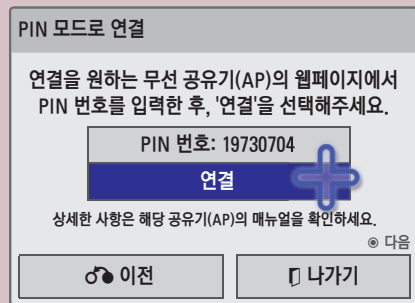 PIN 모드로 연결
연결을 원하는 무선 공유기(AP)의 웹페이지에서
PIN 번호를 입력한 후, '연결'을 선택해주세요.
PIN 번호: 19730704
연결
상세한 사항은 해당 공유기(AP)의 매뉴얼을 확인하세요.
다음
이전 나가기